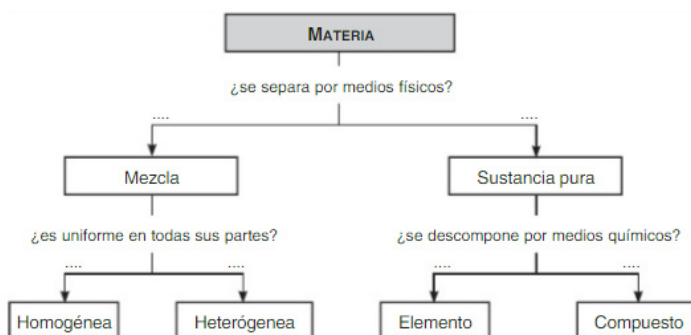 MATERIA
¿se separa por medios físicos?
.... ....
Mezcla Sustancia pura
¿es uniforme en todas sus partes? ¿se descompone por medios químicos?
.... .... .... ....
Homogénea Heterógenea Elemento Compuesto